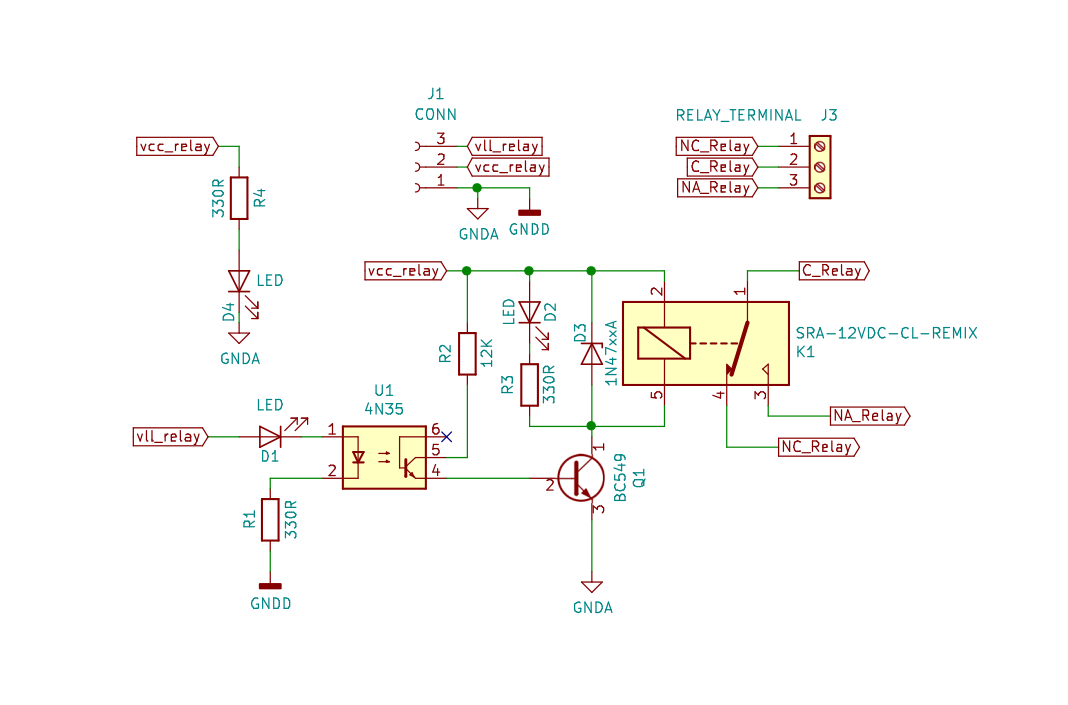 J1
CONN
RELAY_TERMINAL J3
vcc_relay
3 vll_relay
2 vcc_relay
1
NC_Relay 1
C_Relay 2
NA_Relay 3
330R
R4
GNDA
GNDD
vcc_relay
C_Relay
LED
D4
GNDA
2
1
LED
D2
D3
1N47xxA
SRA-12VDC-CL-REMIX
K1
R2
12K
R3
330R
5
4
3
U1
4N35
LED
NA_Relay
vll_relay
D1
1
2
6
5
4
NC_Relay
1
2
3
BC549
Q1
R1
330R
GNDD
GNDA